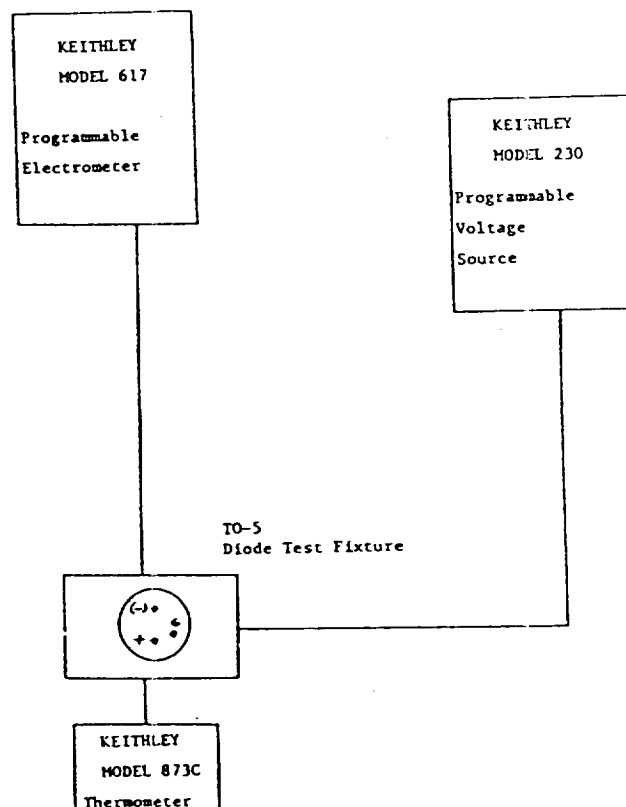 KEITHLEY
MODEL 617
Programmable
Electrometer
KEITHLEY
MODEL 230
Programmable
Voltage
Source
TO-5
Diode Test Fixture
(-)
+
KEITHLEY
MODEL 873C
Thermometer